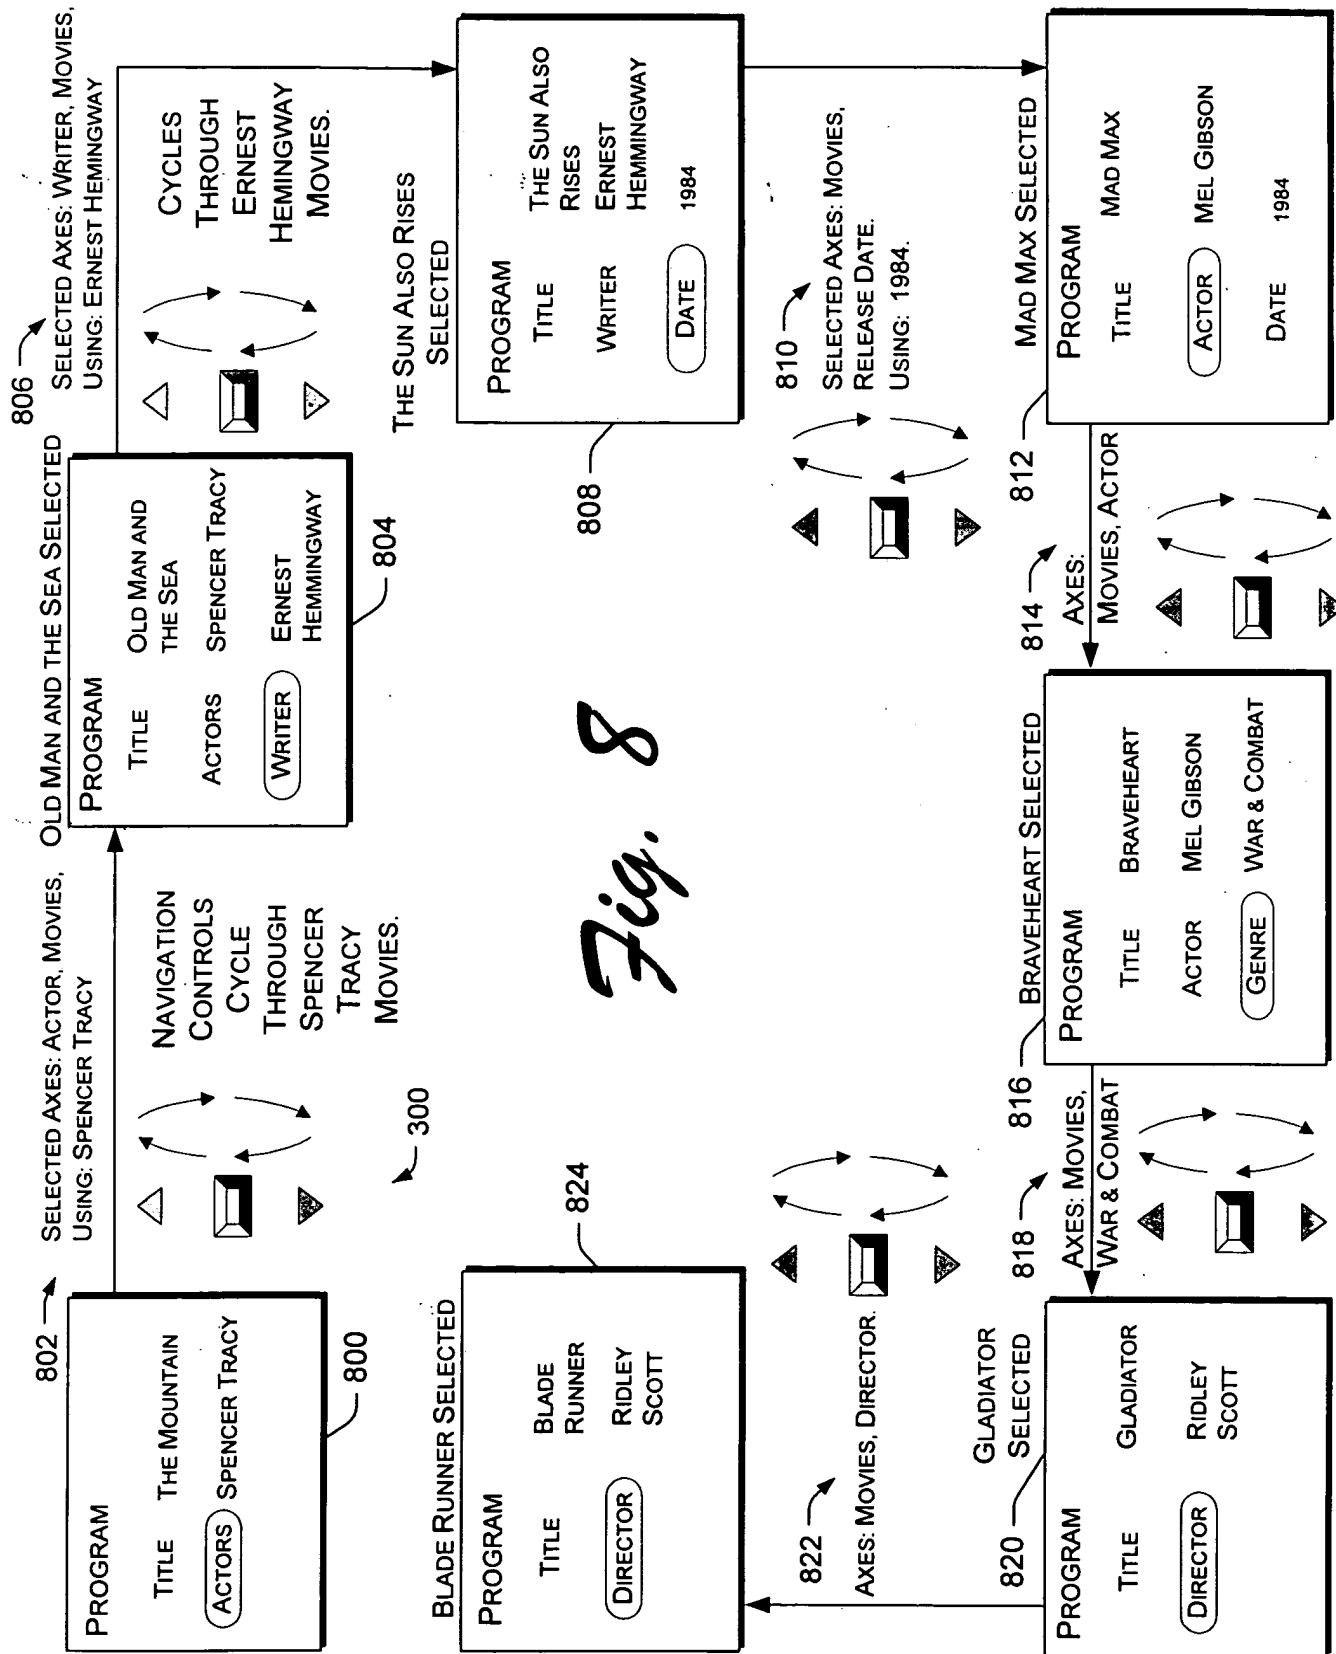 802
SELECTED AXES: ACTOR, MOVIES,
USING: SPENCER TRACY
PROGRAM
TITLE THE MOUNTAIN
ACTORS SPENCER TRACY
800
NAVIGATION
CONTROLS
CYCLE
THROUGH
SPENCER
TRACY
MOVIES.
300
OLD MAN AND THE SEA SELECTED
PROGRAM
TITLE OLD MAN AND
THE SEA
ACTORS SPENCER TRACY
WRITER ERNEST
HEMMINGWAY
804
806
SELECTED AXES: WRITER, MOVIES,
USING: ERNEST HEMINGWAY
CYCLES
THROUGH
ERNEST
HEMINGWAY
MOVIES.
THE SUN ALSO RISES
SELECTED
PROGRAM
TITLE THE SUN ALSO
RISES
WRITER ERNEST
HEMMINGWAY
DATE 1984
808
810
SELECTED AXES: MOVIES,
RELEASE DATE.
USING: 1984.
MAD MAX SELECTED
812
PROGRAM
TITLE MAD MAX
ACTOR MEL GIBSON
DATE 1984
814
AXES:
MOVIES, ACTOR
BRAVEHEART SELECTED
816
PROGRAM
TITLE BRAVEHEART
ACTOR MEL GIBSON
GENRE WAR & COMBAT
818
AXES: MOVIES,
WAR & COMBAT
GLADIATOR
SELECTED
820
PROGRAM
TITLE GLADIATOR
DIRECTOR RIDLEY
SCOTT
822
AXES: MOVIES, DIRECTOR.
BLADE RUNNER SELECTED
824
PROGRAM
TITLE BLADE
RUNNER
DIRECTOR RIDLEY
SCOTT
Fig. 8